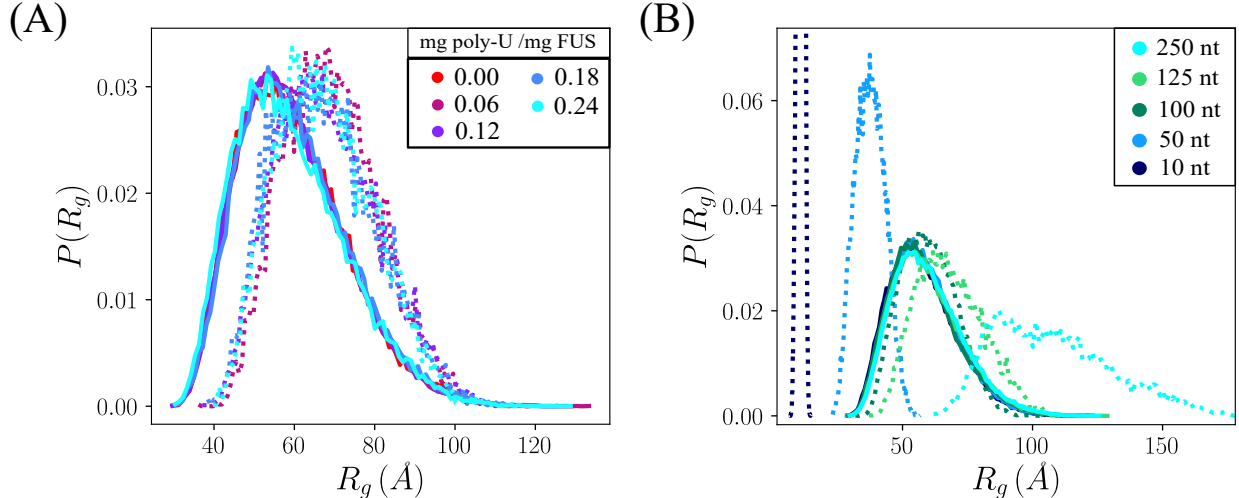 (A)
mg poly-U /mg FUS
0.00
0.18
0.06
0.24
0.12
0.03
0.02
0.01
0.00
P(R_g)
40
60
80
100
120
R_g (Å)
(B)
250 nt
125 nt
100 nt
50 nt
10 nt
0.06
0.04
0.02
0.00
P(R_g)
50
100
150
R_g (Å)